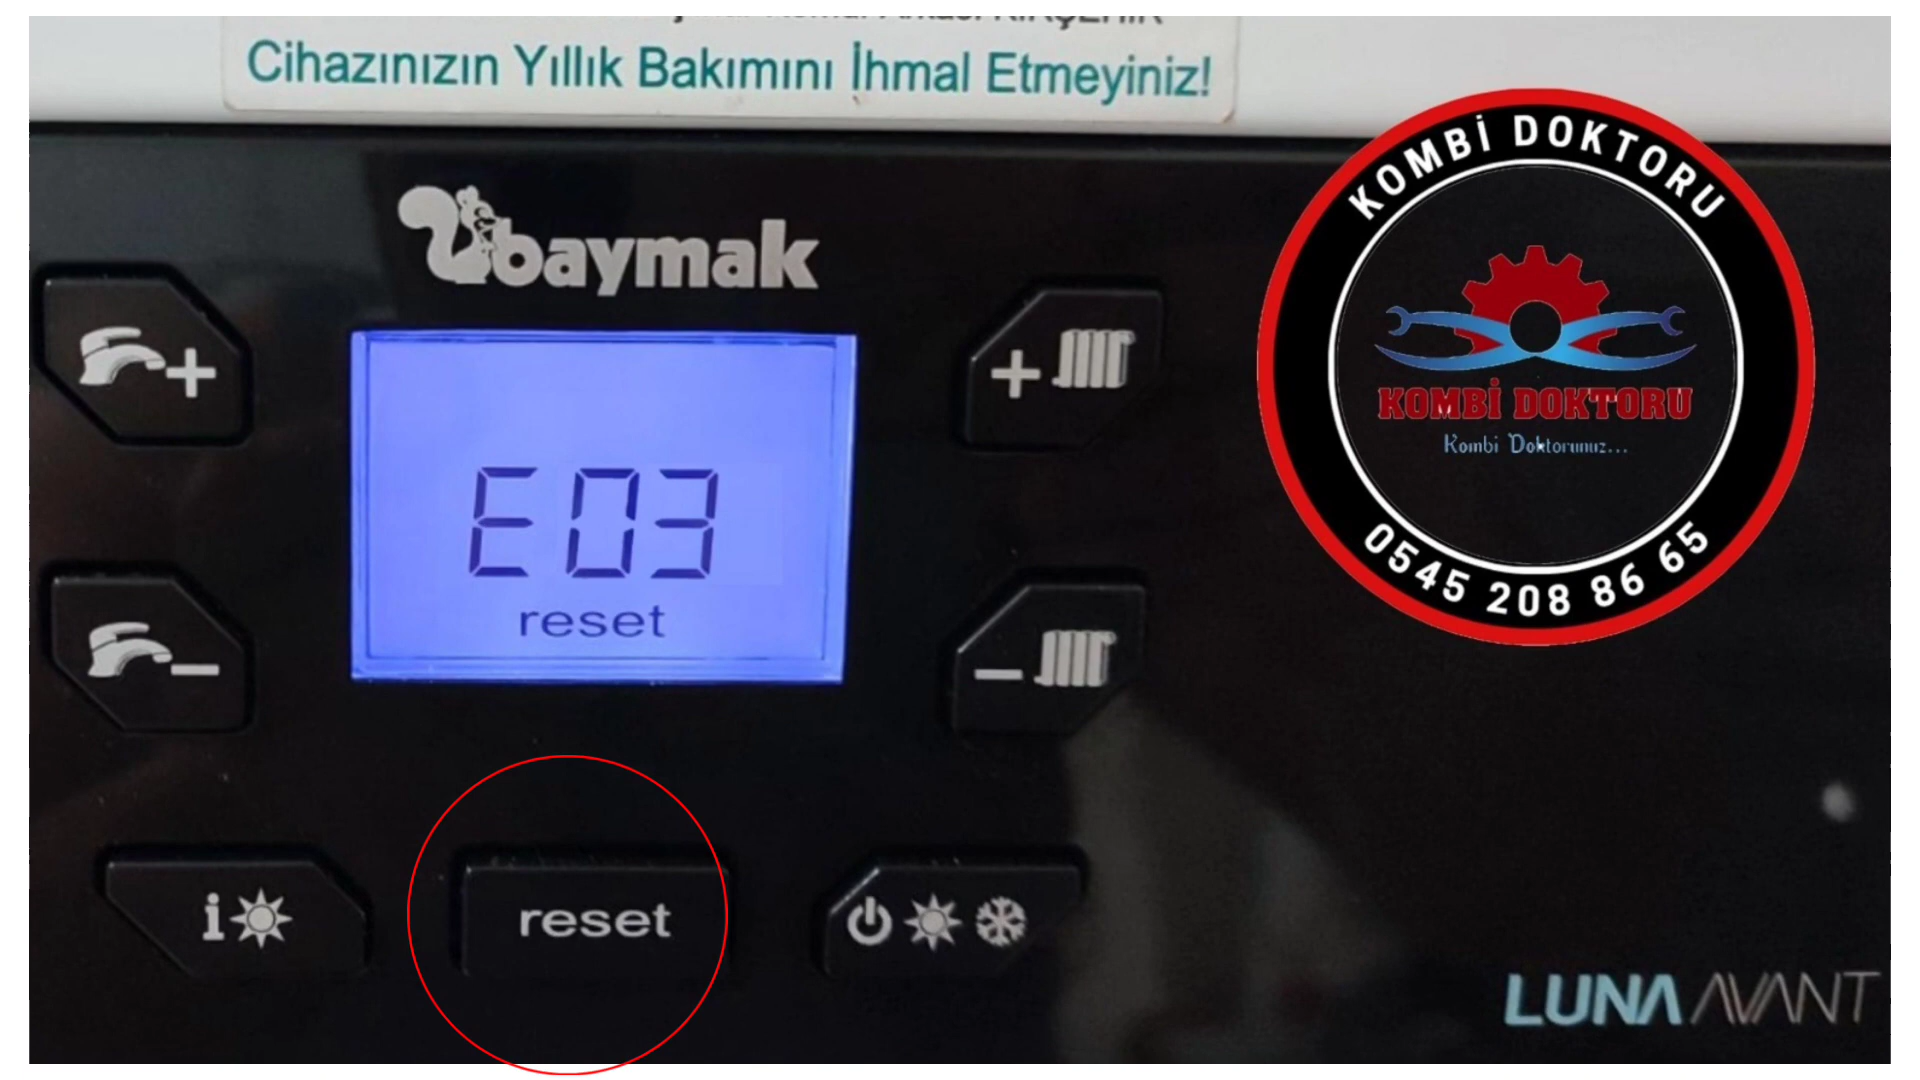 Cihazınızın Yıllık Bakımını İhmal Etmeyiniz!
baymak
E03
reset
i
reset
LUNA AVANT
KOMBİ DOKTORU
KOMBİ DOKTORU
Kombi Doktorunuz...
0545 208 86 65